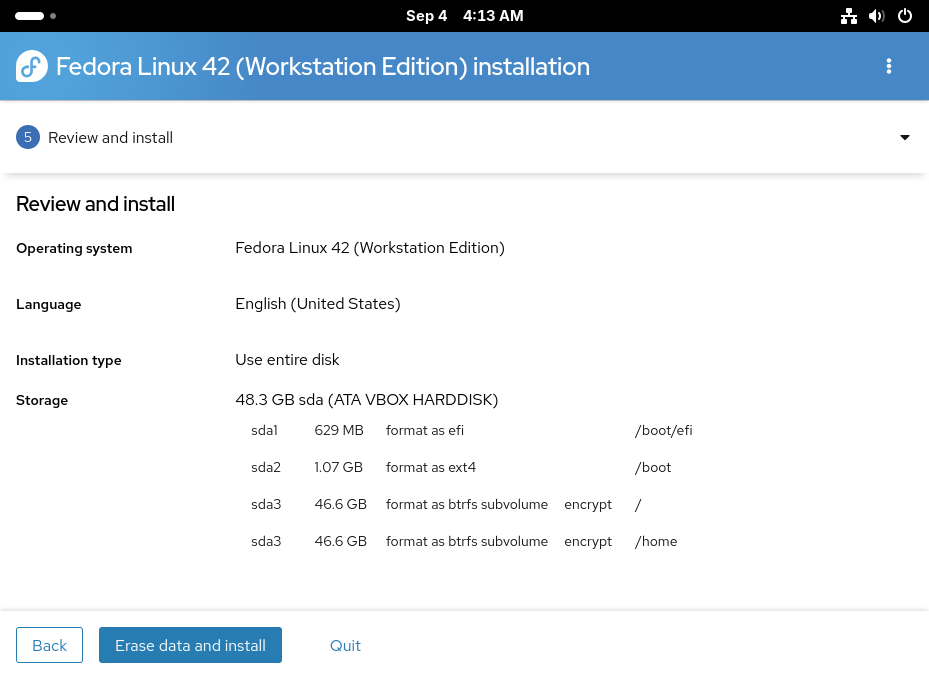 Sep 4 4:13 AM
Fedora Linux 42 (Workstation Edition) installation
5 Review and install
Review and install
Operating system Fedora Linux 42 (Workstation Edition)
Language English (United States)
Installation type Use entire disk
Storage 48.3 GB sda (ATA VBOX HARDDISK)
sda1 629 MB format as efi /boot/efi
sda2 1.07 GB format as ext4 /boot
sda3 46.6 GB format as btrfs subvolume encrypt /
sda3 46.6 GB format as btrfs subvolume encrypt /home
Back Erase data and install Quit